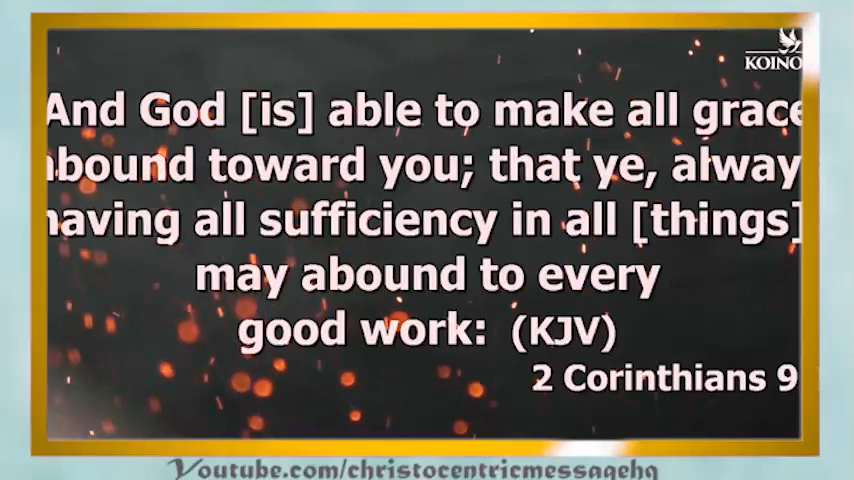 KOINO
And God [is] able to make all grace
abound toward you; that ye, alway
having all sufficiency in all [things]
may abound to every
good work: (KJV)
2 Corinthians 9
Youtube.com/christocentricmessagehq